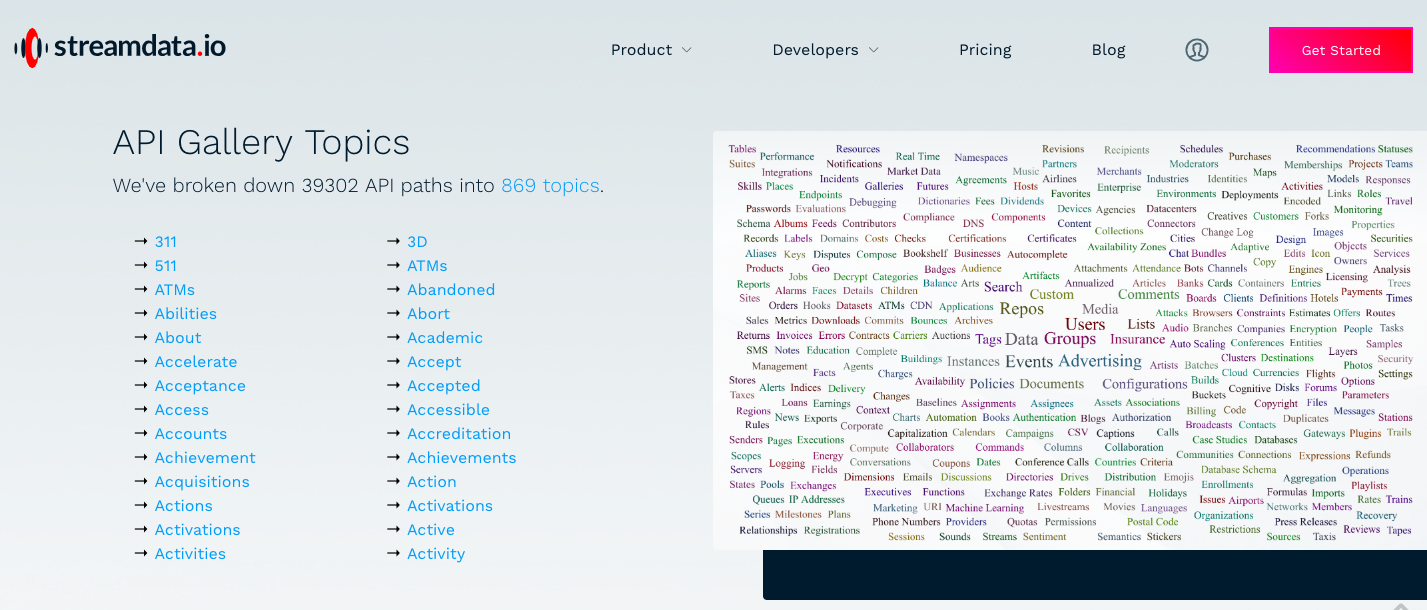 streamdata.io
Product
Developers
Pricing
Blog
Get Started
API Gallery Topics
We've broken down 39302 API paths into 869 topics.
→ 311
→ 3D
→ 511
→ ATMs
→ ATMs
→ Abandoned
→ Abilities
→ Abort
→ About
→ Academic
→ Accelerate
→ Accept
→ Acceptance
→ Accepted
→ Access
→ Accessible
→ Accounts
→ Accreditation
→ Achievement
→ Achievements
→ Acquisitions
→ Action
→ Actions
→ Activations
→ Activations
→ Active
→ Activities
→ Activity
Tables Performance Resources Real Time Namespaces Revisions Recipients Schedules Purchases Recommendations Statuses
Suites Integrations Notifications Market Data Partners Merchants Moderators Maps Memberships Projects Teams
Skills Places Incidents Galleries Futures Agreements Music Hosts Airlines Enterprise Industries Identities Activities Models Responses
Endpoints Debugging Dictionaries Fees Dividends Favorites Environments Deployments Encoded Links Roles Travel
Passwords Evaluations Compliance Components Devices Agencies Datacenters Creatives Customers Forks Monitoring
Schema Albums Feeds Contributors DNS Content Collections Connectors Change Log Images Properties
Records Labels Domains Costs Checks Certifications Certificates Availability Zones Cities Adaptive Design Objects Securities
Aliases Keys Disputes Compose Bookshelf Businesses Autocomplete Chat Bundles Copy Edits Icon Owners Services
Products Geo Decrypt Categories Badges Audience Artifacts Attachments Attendance Bots Channels Engines Licensing Analysis
Reports Jobs Faces Details Children Balance Arts Search Annualized Articles Banks Cards Containers Entries Trees
Sites Alarms Custom Comments Boards Clients Definitions Hotels Payments Times
Orders Hooks Datasets ATMs CDN Applications Repos Media Attacks Browsers Constraints Estimates Offers Routes
Sales Metrics Downloads Commits Bounces Archives Users Lists Audio Branches Companies Encryption People Tasks
Returns Invoices Errors Contracts Carriers Auctions Tags Data Groups Insurance Auto Scaling Conferences Entities Samples
SMS Notes Education Complete Buildings Instances Events Advertising Clusters Destinations Layers Security
Management Facts Agents Charges Artists Batches Cloud Currencies Flights Photos Settings
Stores Alerts Indices Delivery Availability Policies Documents Configurations Builds Cognitive Disks Forums Options
Taxes Loans Earnings Changes Baselines Assignments Assignees Assets Associations Buckets Copyright Files Parameters
Regions News Exports Context Charts Automation Books Authentication Blogs Authorization Billing Code Duplicates Messages Stations
Rules Corporate Capitalization Calendars Campaigns CSV Captions Calls Broadcasts Contacts Gateways Plugins Trails
Senders Pages Executions Compute Collaborators Commands Columns Collaboration Case Studies Databases
Scopes Logging Energy Conversations Coupons Dates Conference Calls Countries Criteria Communities Connections Expressions Refunds
Servers Fields Dimensions Emails Discussions Directories Drives Distribution Emojis Database Schema Aggregation Operations
States Pools Exchanges Executives Functions Exchange Rates Folders Financial Holidays Enrollments Formulas Imports Playlists
Queues IP Addresses Marketing URI Machine Learning Livestreams Movies Languages Issues Airports Networks Members Rates Trains
Series Milestones Plans Phone Numbers Providers Quotas Permissions Postal Code Organizations Press Releases Recovery
Relationships Registrations Sessions Sounds Streams Sentiment Semantics Stickers Restrictions Sources Taxis Reviews Tapes